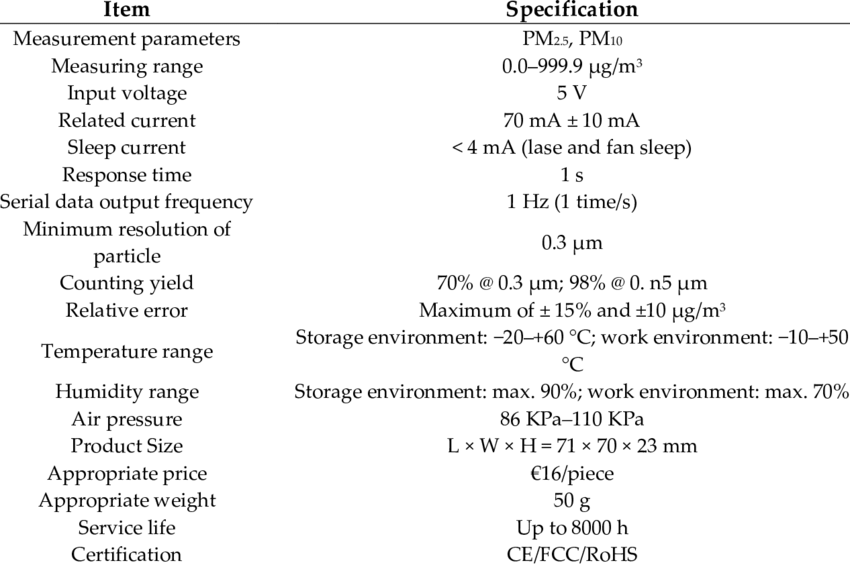 Item Specification
Measurement parameters PM2.5, PM10
Measuring range 0.0–999.9 µg/m³
Input voltage 5 V
Related current 70 mA ± 10 mA
Sleep current < 4 mA (lase and fan sleep)
Response time 1 s
Serial data output frequency 1 Hz (1 time/s)
Minimum resolution of
particle 0.3 µm
Counting yield 70% @ 0.3 µm; 98% @ 0. n5 µm
Relative error Maximum of ± 15% and ±10 µg/m³
Temperature range Storage environment: −20–+60 °C; work environment: −10–+50
°C
Humidity range Storage environment: max. 90%; work environment: max. 70%
Air pressure 86 KPa–110 KPa
Product Size L × W × H = 71 × 70 × 23 mm
Appropriate price €16/piece
Appropriate weight 50 g
Service life Up to 8000 h
Certification CE/FCC/RoHS